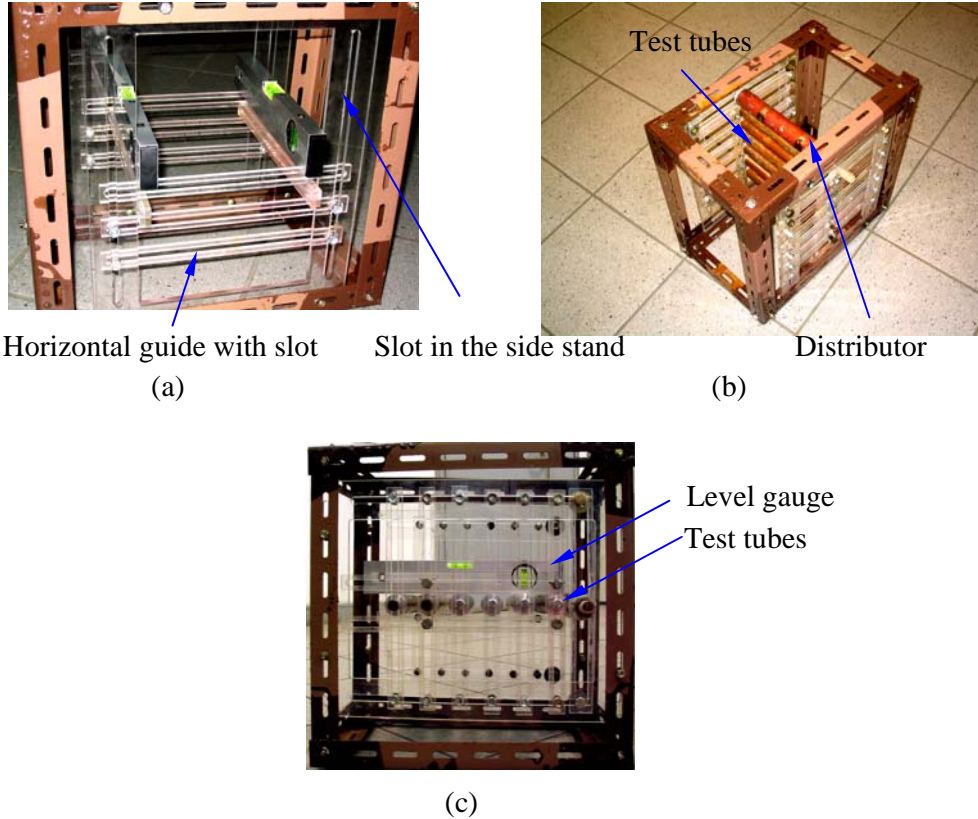 Test tubes
Horizontal guide with slot
Slot in the side stand
Distributor
(a)
(b)
Level gauge
Test tubes
(c)